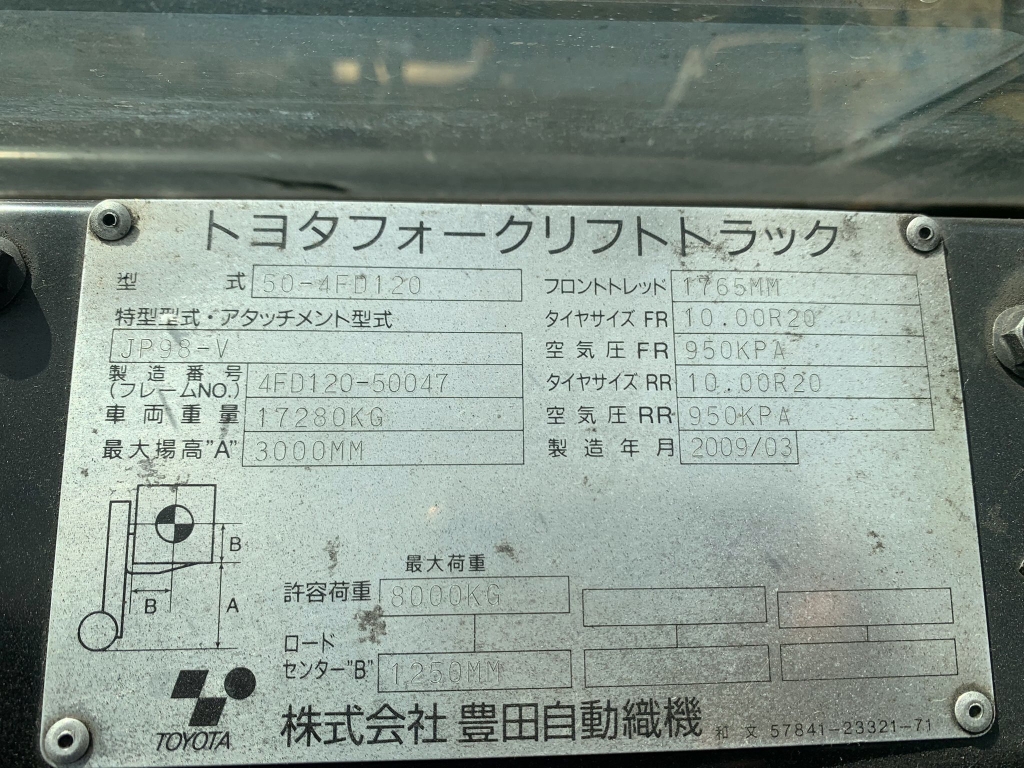 トヨタフォークリフトトラック
型式 50-4FD120
特型型式・アタッチメント型式
JP98-V
製造番号 (フレームNO.) 4FD120-50047
車両重量 17280KG
最大揚高"A" 3000MM
フロントトレッド 1765MM
タイヤサイズ FR 10.00R20
空気圧 FR 950KPA
タイヤサイズ RR 10.00R20
空気圧 RR 950KPA
製造年月 2009/03
B
B
A
最大荷重
許容荷重 8000KG
ロード
センター"B" 1250MM
TOYOTA
株式会社 豊田自動織機
和文 57841-23321-71